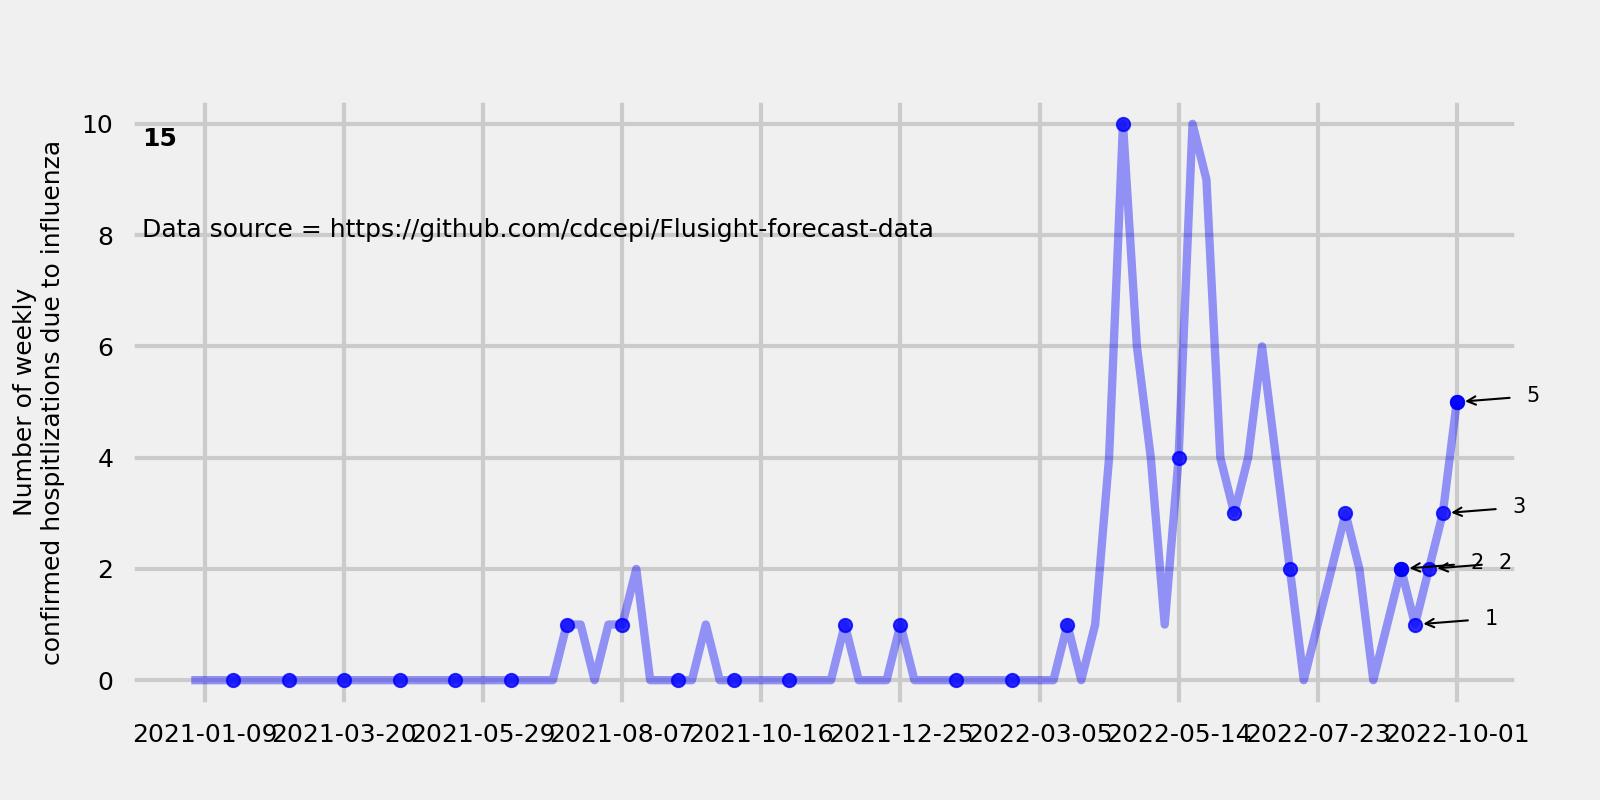 15
Data source = https://github.com/cdcepi/Flusight-forecast-data
Number of weekly
confirmed hospitlizations due to influenza
10
8
6
4
2
0
5
3
2 2
1
2021-01-09 2021-03-20 2021-05-29 2021-08-07 2021-10-16 2021-12-25 2022-03-05 2022-05-14 2022-07-23 2022-10-01